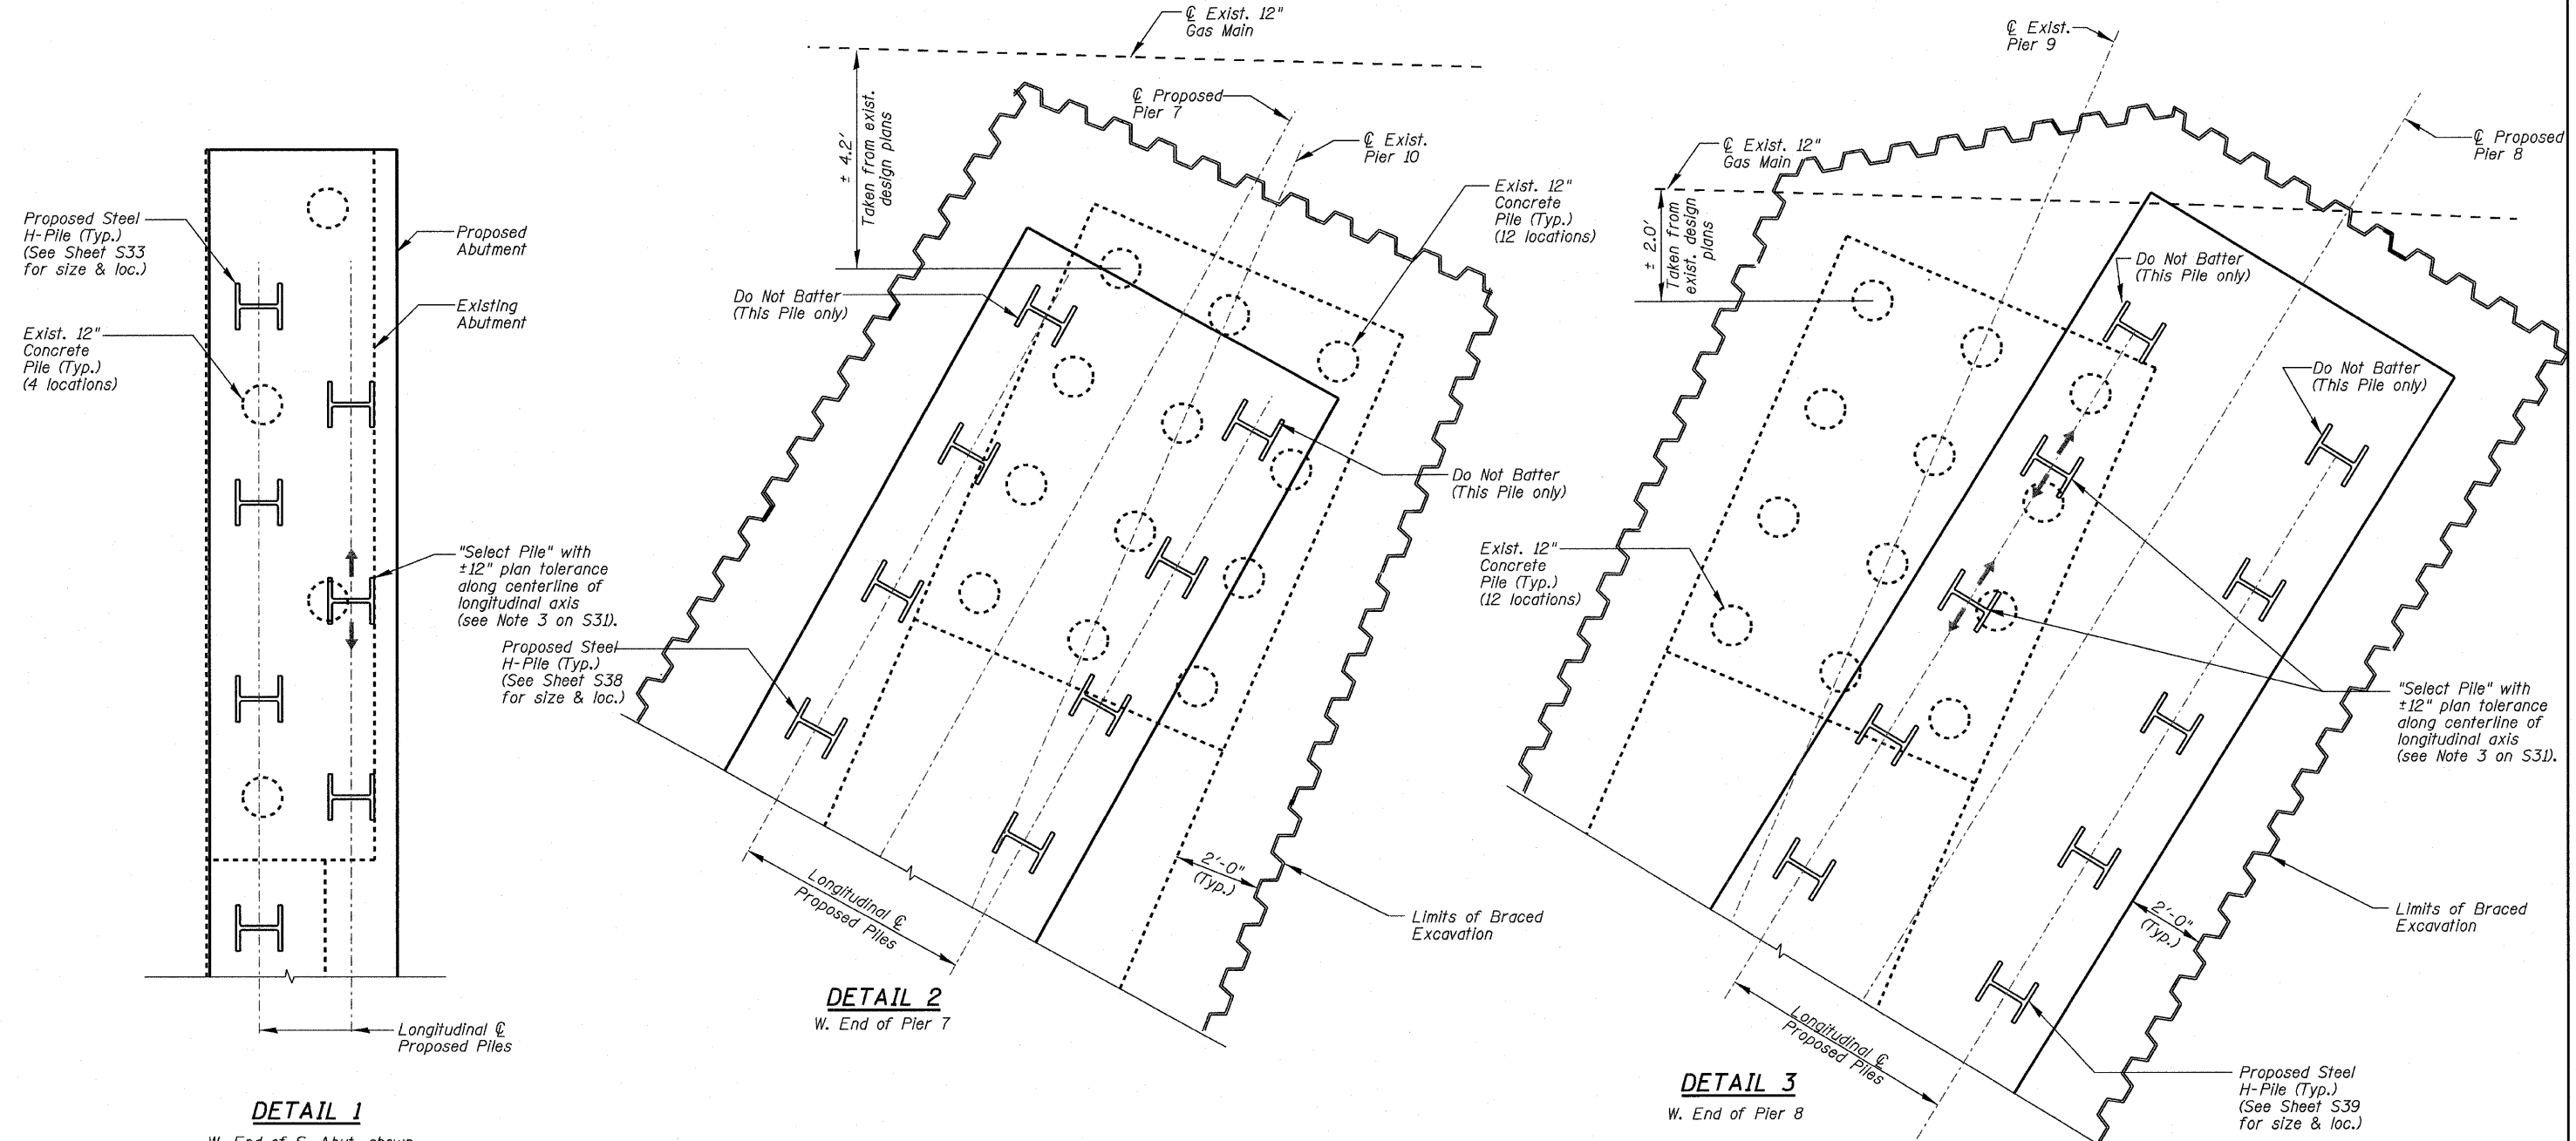 Proposed Steel
H-Pile (Typ.)
(See Sheet S33
for size & loc.)
Exist. 12"
Concrete
Pile (Typ.)
(4 locations)
Proposed
Abutment
Existing
Abutment
"Select Pile" with
±12" plan tolerance
along centerline of
longitudinal axis
(see Note 3 on S31).
Longitudinal ℄
Proposed Piles
DETAIL 1
W. End of S. Abut. shown
℄ Exist. 12"
Gas Main
± 4.2'
Taken from exist.
design plans
℄ Proposed
Pier 7
℄ Exist.
Pier 10
Exist. 12"
Concrete
Pile (Typ.)
(12 locations)
Do Not Batter
(This Pile only)
Do Not Batter
(This Pile only)
Proposed Steel
H-Pile (Typ.)
(See Sheet S38
for size & loc.)
2'-0"
(Typ.)
Longitudinal ℄
Proposed Piles
Limits of Braced
Excavation
DETAIL 2
W. End of Pier 7
℄ Exist.
Pier 9
℄ Proposed
Pier 8
℄ Exist. 12"
Gas Main
± 2.0'
Taken from
exist. design
plans
Do Not Batter
(This Pile only)
Do Not Batter
(This Pile only)
Exist. 12"
Concrete
Pile (Typ.)
(12 locations)
"Select Pile" with
±12" plan tolerance
along centerline of
longitudinal axis
(see Note 3 on S31).
2'-0"
(Typ.)
Limits of Braced
Excavation
Longitudinal ℄
Proposed Piles
Proposed Steel
H-Pile (Typ.)
(See Sheet S39
for size & loc.)
DETAIL 3
W. End of Pier 8